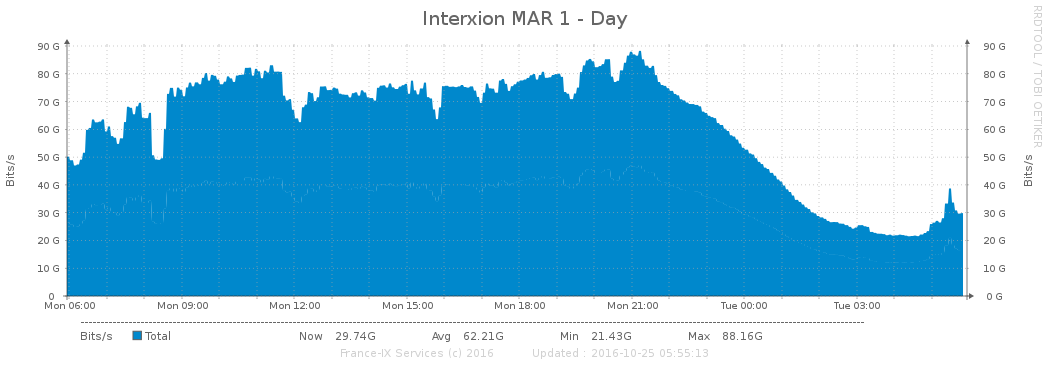 Interxion MAR 1 - Day
RRDTOOL / TOBI OETIKER
90 G 90 G
80 G 80 G
70 G 70 G
60 G 60 G
50 G 50 G
40 G 40 G
30 G 30 G
20 G 20 G
10 G 10 G
0 0 G
Bits/s
Bits/s
Mon 06:00 Mon 09:00 Mon 12:00 Mon 15:00 Mon 18:00 Mon 21:00 Tue 00:00 Tue 03:00
Bits/s Total Now 29.74G Avg 62.21G Min 21.43G Max 88.16G
France-IX Services (c) 2016 Updated : 2016-10-25 05:55:13